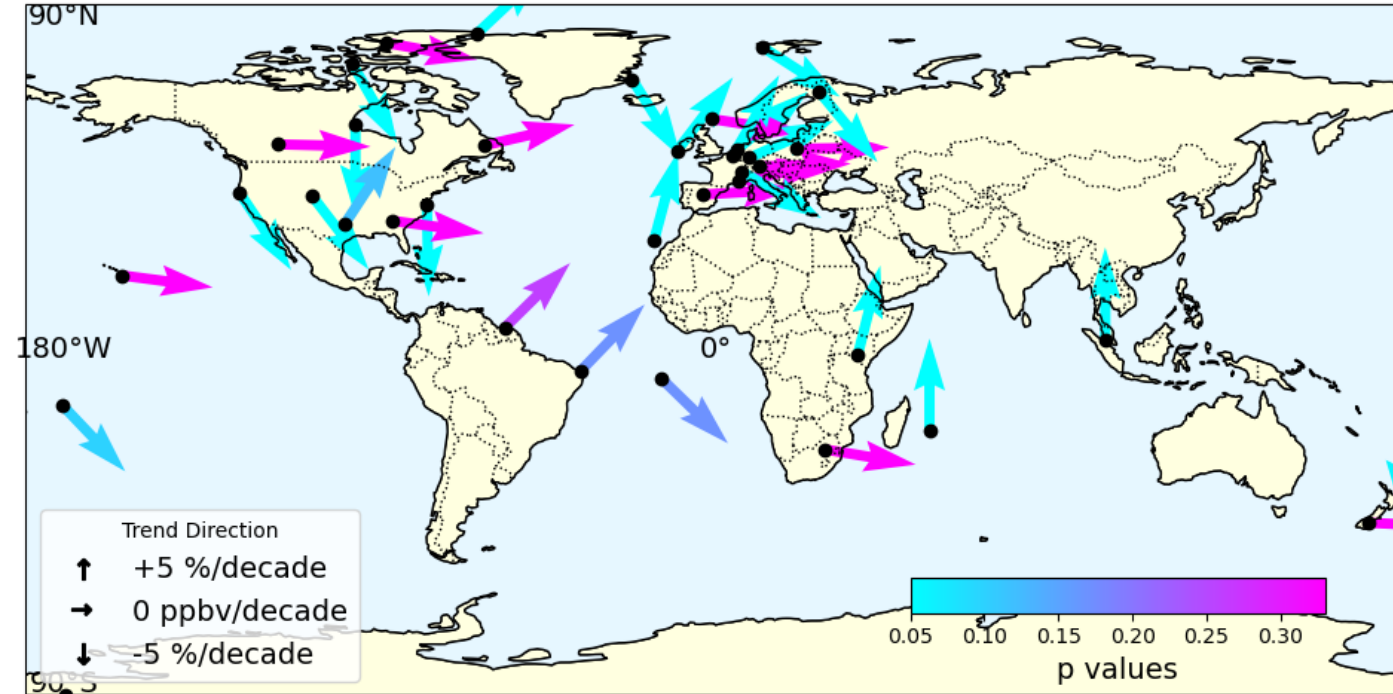 90°N
180°W
0°
Trend Direction
↑ +5 %/decade
→ 0 ppbv/decade
↓ -5 %/decade
0.05 0.10 0.15 0.20 0.25 0.30
p values
90°S